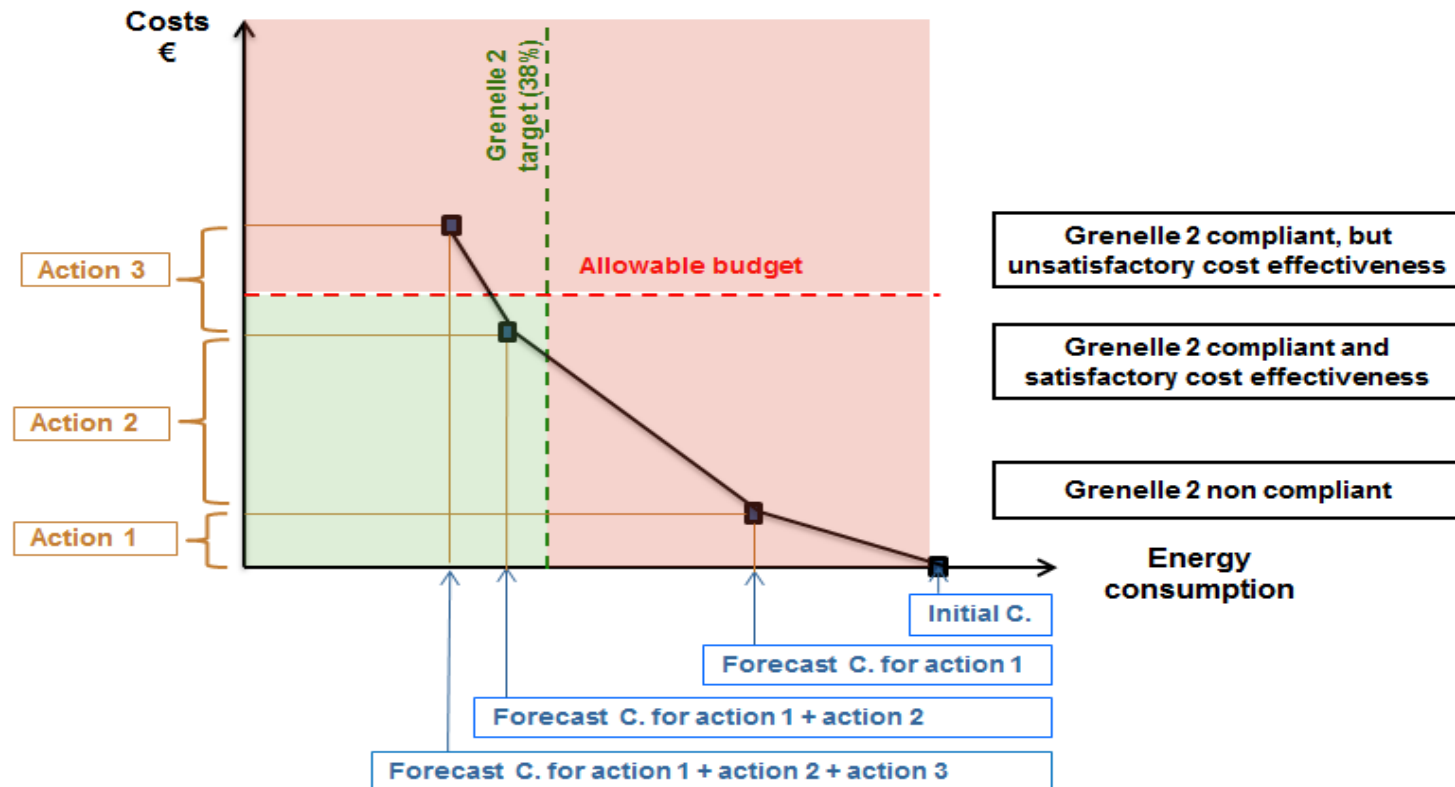 Costs
€
Grenelle 2
target (38%)
Allowable budget
Action 3
Action 2
Action 1
Grenelle 2 compliant, but
unsatisfactory cost effectiveness
Grenelle 2 compliant and
satisfactory cost effectiveness
Grenelle 2 non compliant
Energy
consumption
Initial C.
Forecast C. for action 1
Forecast C. for action 1 + action 2
Forecast C. for action 1 + action 2 + action 3